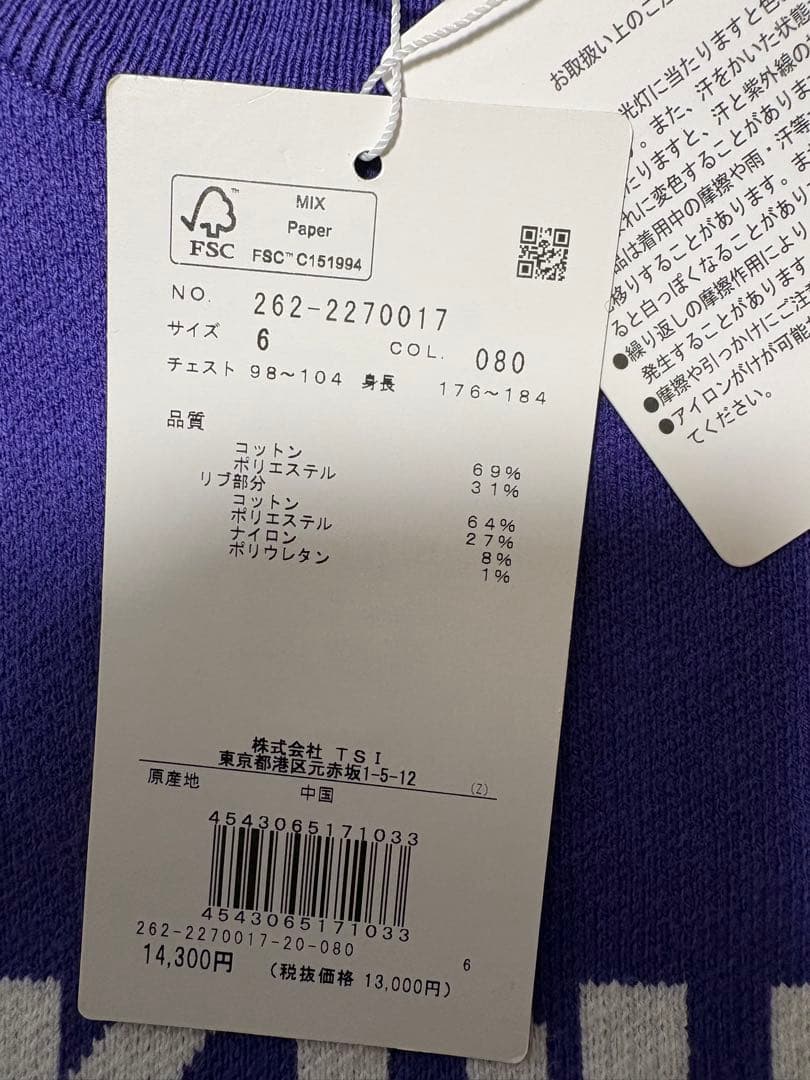 FSC™
MIX
Paper
FSC™ C151994
NO. 262-2270017
サイズ 6 COL. 080
チェスト 98～104 身長 176～184
品質
コットン 69%
ポリエステル 31%
リブ部分
コットン 64%
ポリエステル 27%
ナイロン 8%
ポリウレタン 1%
株式会社 TSI
東京都港区元赤坂1-5-12 (Z)
原産地 中国
4543065171033
4543065171033
262-2270017-20-080 6
14,300円 (税抜価格 13,000円)
お取扱い上のご注
光灯に当たりますと色
。また、汗をかいた状態
たりますと、汗と紫外線の
れに変色することがありま
品は着用中の摩擦や雨・汗等
移りすることがあります。ま
ると白っぽくなることがあり
●繰り返しの摩擦作用により
発生することがあります
●摩擦や引っかけにご注
●アイロンがけが可能
てください。